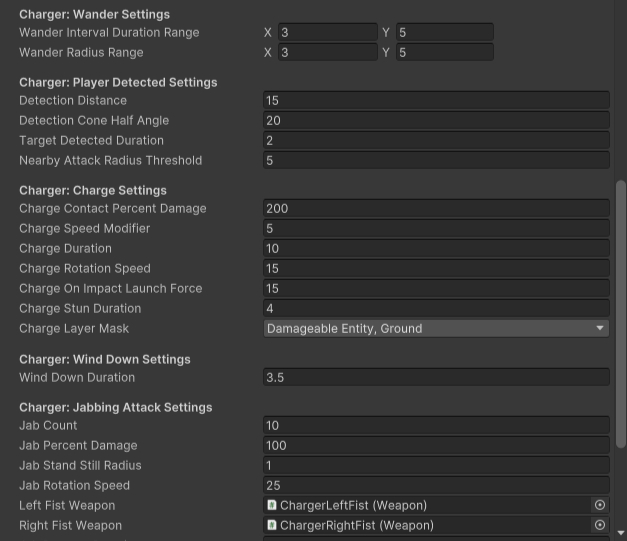 Charger: Wander Settings
Wander Interval Duration Range X 3 Y 5
Wander Radius Range X 3 Y 5
Charger: Player Detected Settings
Detection Distance 15
Detection Cone Half Angle 20
Target Detected Duration 2
Nearby Attack Radius Threshold 5
Charger: Charge Settings
Charge Contact Percent Damage 200
Charge Speed Modifier 5
Charge Duration 10
Charge Rotation Speed 15
Charge On Impact Launch Force 15
Charge Stun Duration 4
Charge Layer Mask Damageable Entity, Ground
Charger: Wind Down Settings
Wind Down Duration 3.5
Charger: Jabbing Attack Settings
Jab Count 10
Jab Percent Damage 100
Jab Stand Still Radius 1
Jab Rotation Speed 25
Left Fist Weapon # ChargerLeftFist (Weapon)
Right Fist Weapon # ChargerRightFist (Weapon)